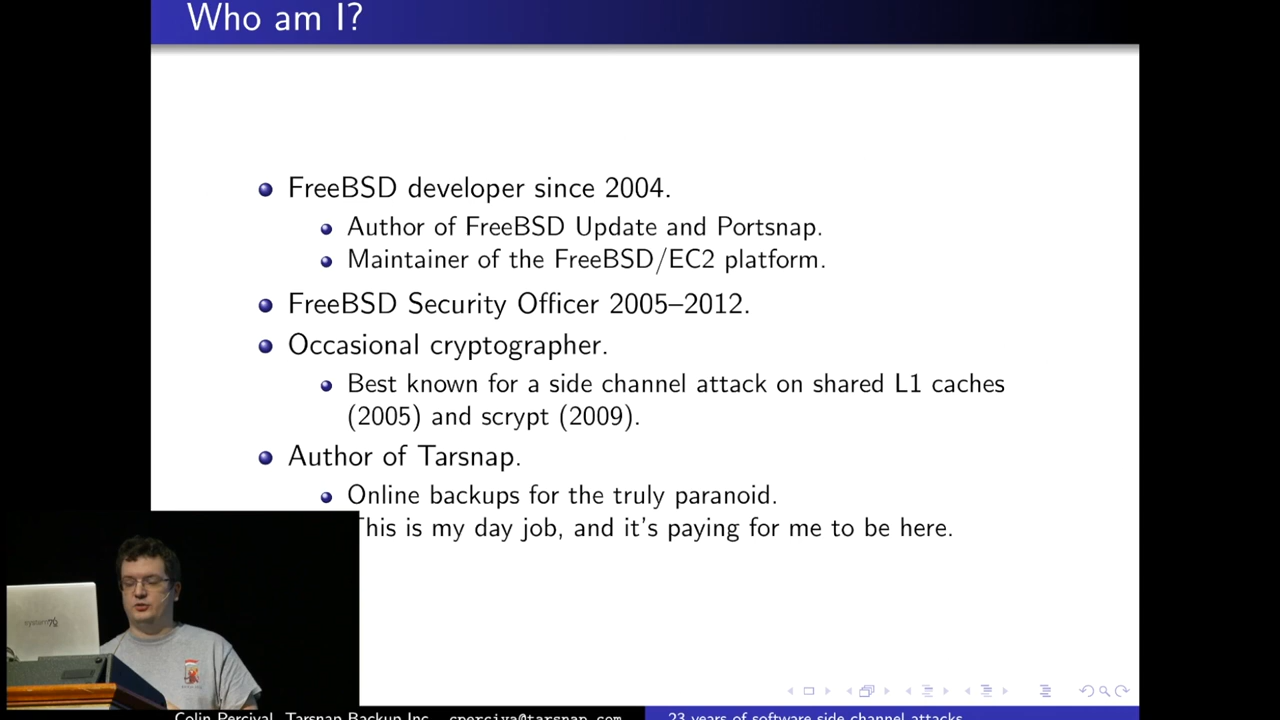 Who am I?
FreeBSD developer since 2004.
Author of FreeBSD Update and Portsnap.
Maintainer of the FreeBSD/EC2 platform.
FreeBSD Security Officer 2005–2012.
Occasional cryptographer.
Best known for a side channel attack on shared L1 caches
(2005) and scrypt (2009).
Author of Tarsnap.
Online backups for the truly paranoid.
This is my day job, and it's paying for me to be here.
system76
Colin Percival, Tarsnap Backup Inc. cperciva@tarsnap.com
23 years of software side channel attacks